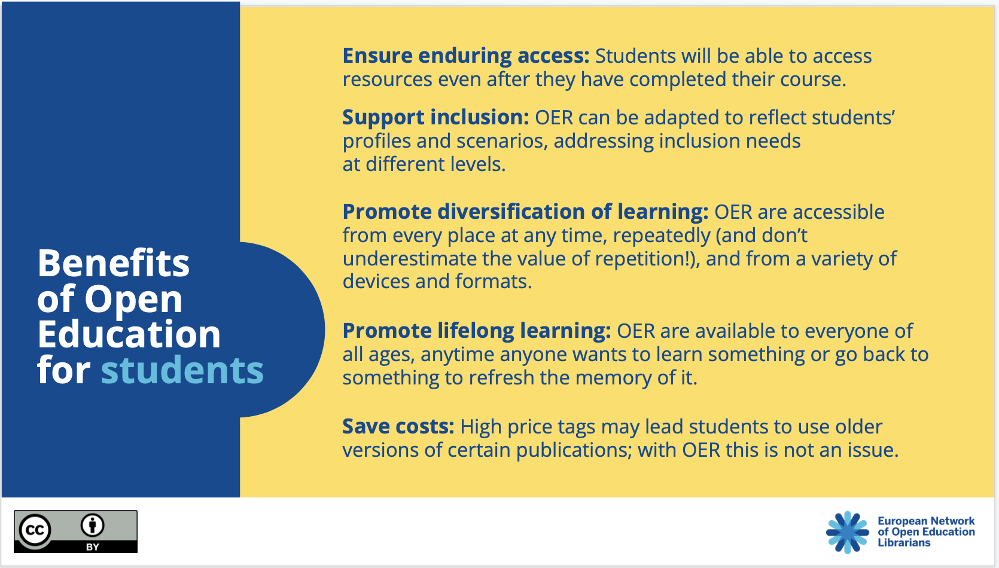 Benefits
of Open
Education
for students
Ensure enduring access: Students will be able to access
resources even after they have completed their course.
Support inclusion: OER can be adapted to reflect students’
profiles and scenarios, addressing inclusion needs
at different levels.
Promote diversification of learning: OER are accessible
from every place at any time, repeatedly (and don’t
underestimate the value of repetition!), and from a variety of
devices and formats.
Promote lifelong learning: OER are available to everyone of
all ages, anytime anyone wants to learn something or go back to
something to refresh the memory of it.
Save costs: High price tags may lead students to use older
versions of certain publications; with OER this is not an issue.
CC
BY
European Network
of Open Education
Librarians